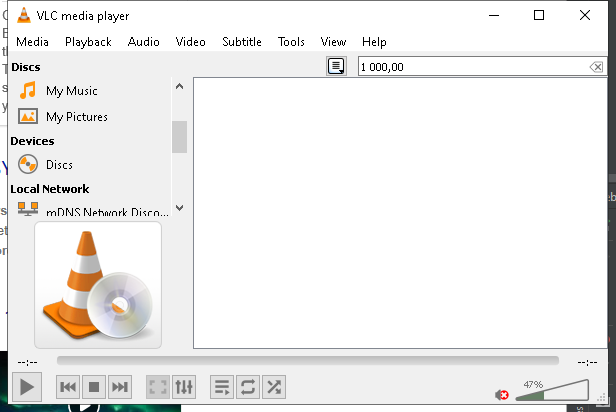 VLC media player
Media Playback Audio Video Subtitle Tools View Help
Discs
1 000,00
My Music
My Pictures
Devices
Discs
Local Network
mDNS Network Disco...
--:-- --:--
47%